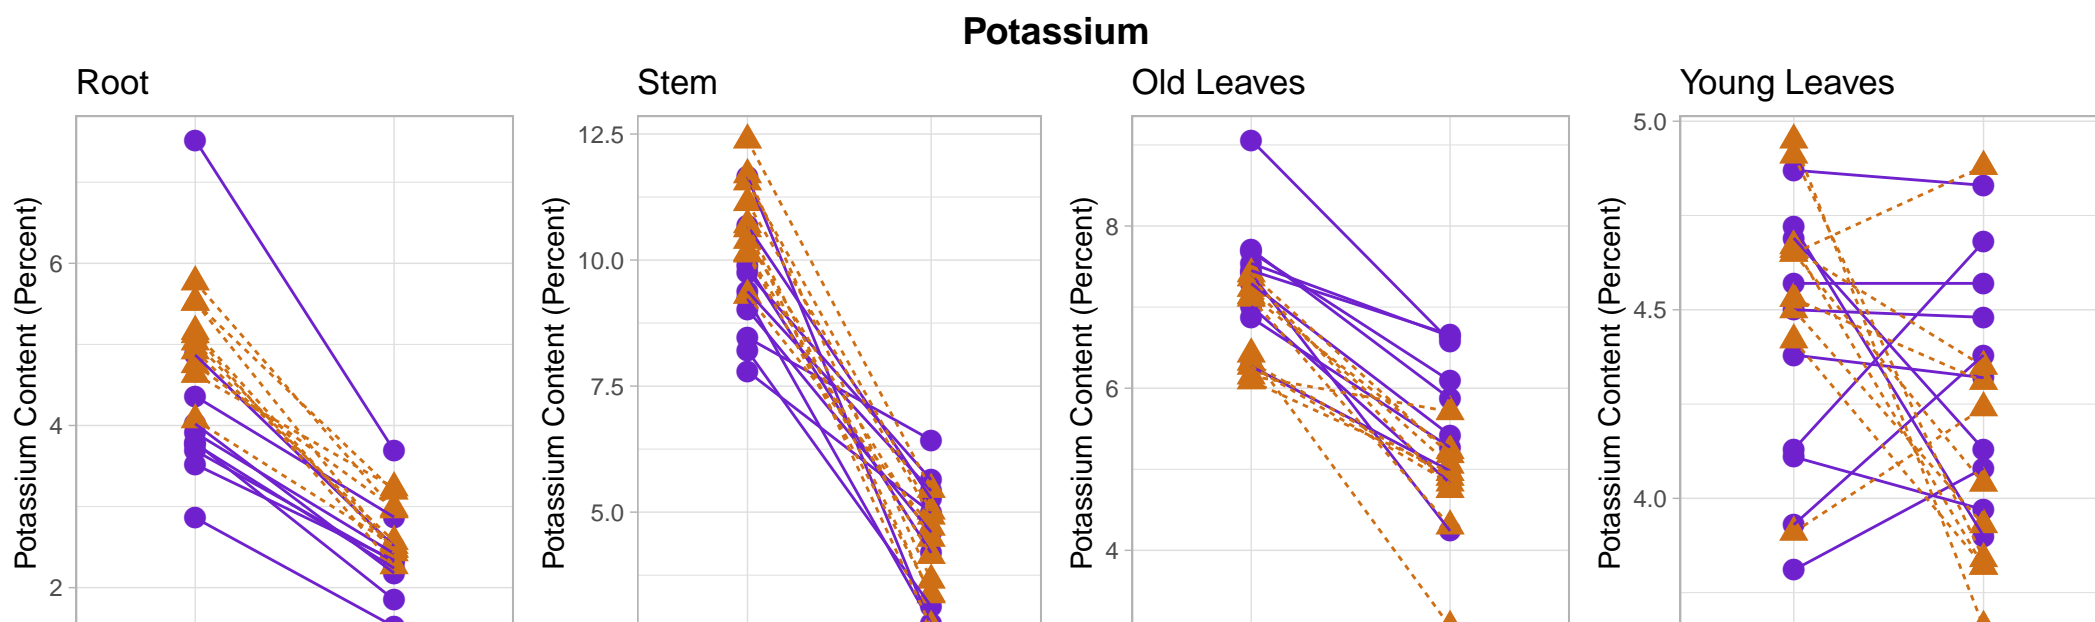 Potassium
Root
Stem
Old Leaves
Young Leaves
Potassium Content (Percent)
6
4
2
Potassium Content (Percent)
12.5
10.0
7.5
5.0
Potassium Content (Percent)
8
6
4
Potassium Content (Percent)
5.0
4.5
4.0